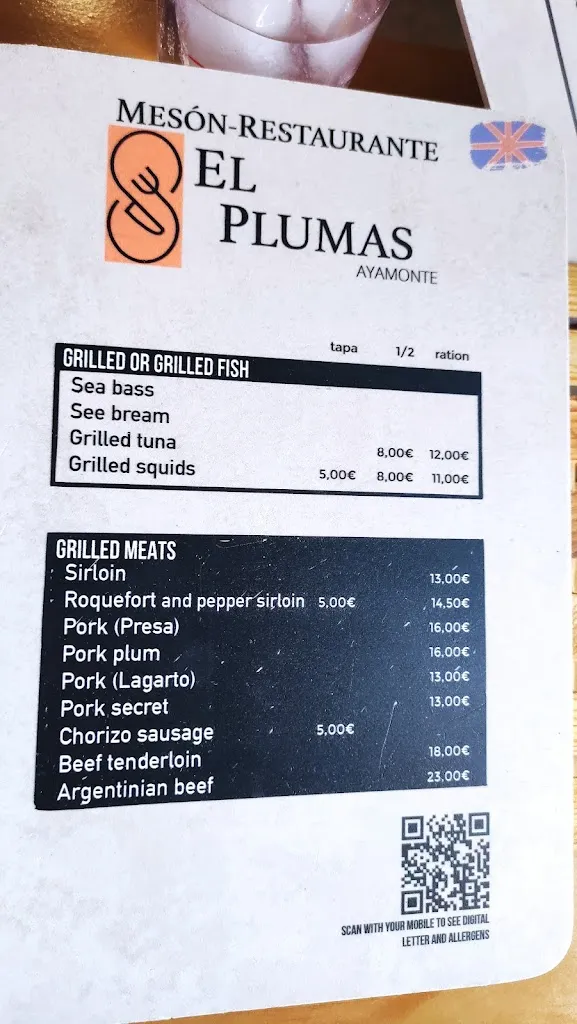 MESÓN-RESTAURANTE
EL
PLUMAS
AYAMONTE
tapa 1/2 ration
GRILLED OR GRILLED FISH
Sea bass
See bream
Grilled tuna 8,00€ 12,00€
Grilled squids 5,00€ 8,00€ 11,00€
GRILLED MEATS
Sirloin 13,00€
Roquefort and pepper sirloin 5,00€ 14,50€
Pork (Presa) 16,00€
Pork plum 16,00€
Pork (Lagarto) 13,00€
Pork secret 13,00€
Chorizo sausage 5,00€
Beef tenderloin 18,00€
Argentinian beef 23,00€
SCAN WITH YOUR MOBILE TO SEE DIGITAL
LETTER AND ALLERGENS